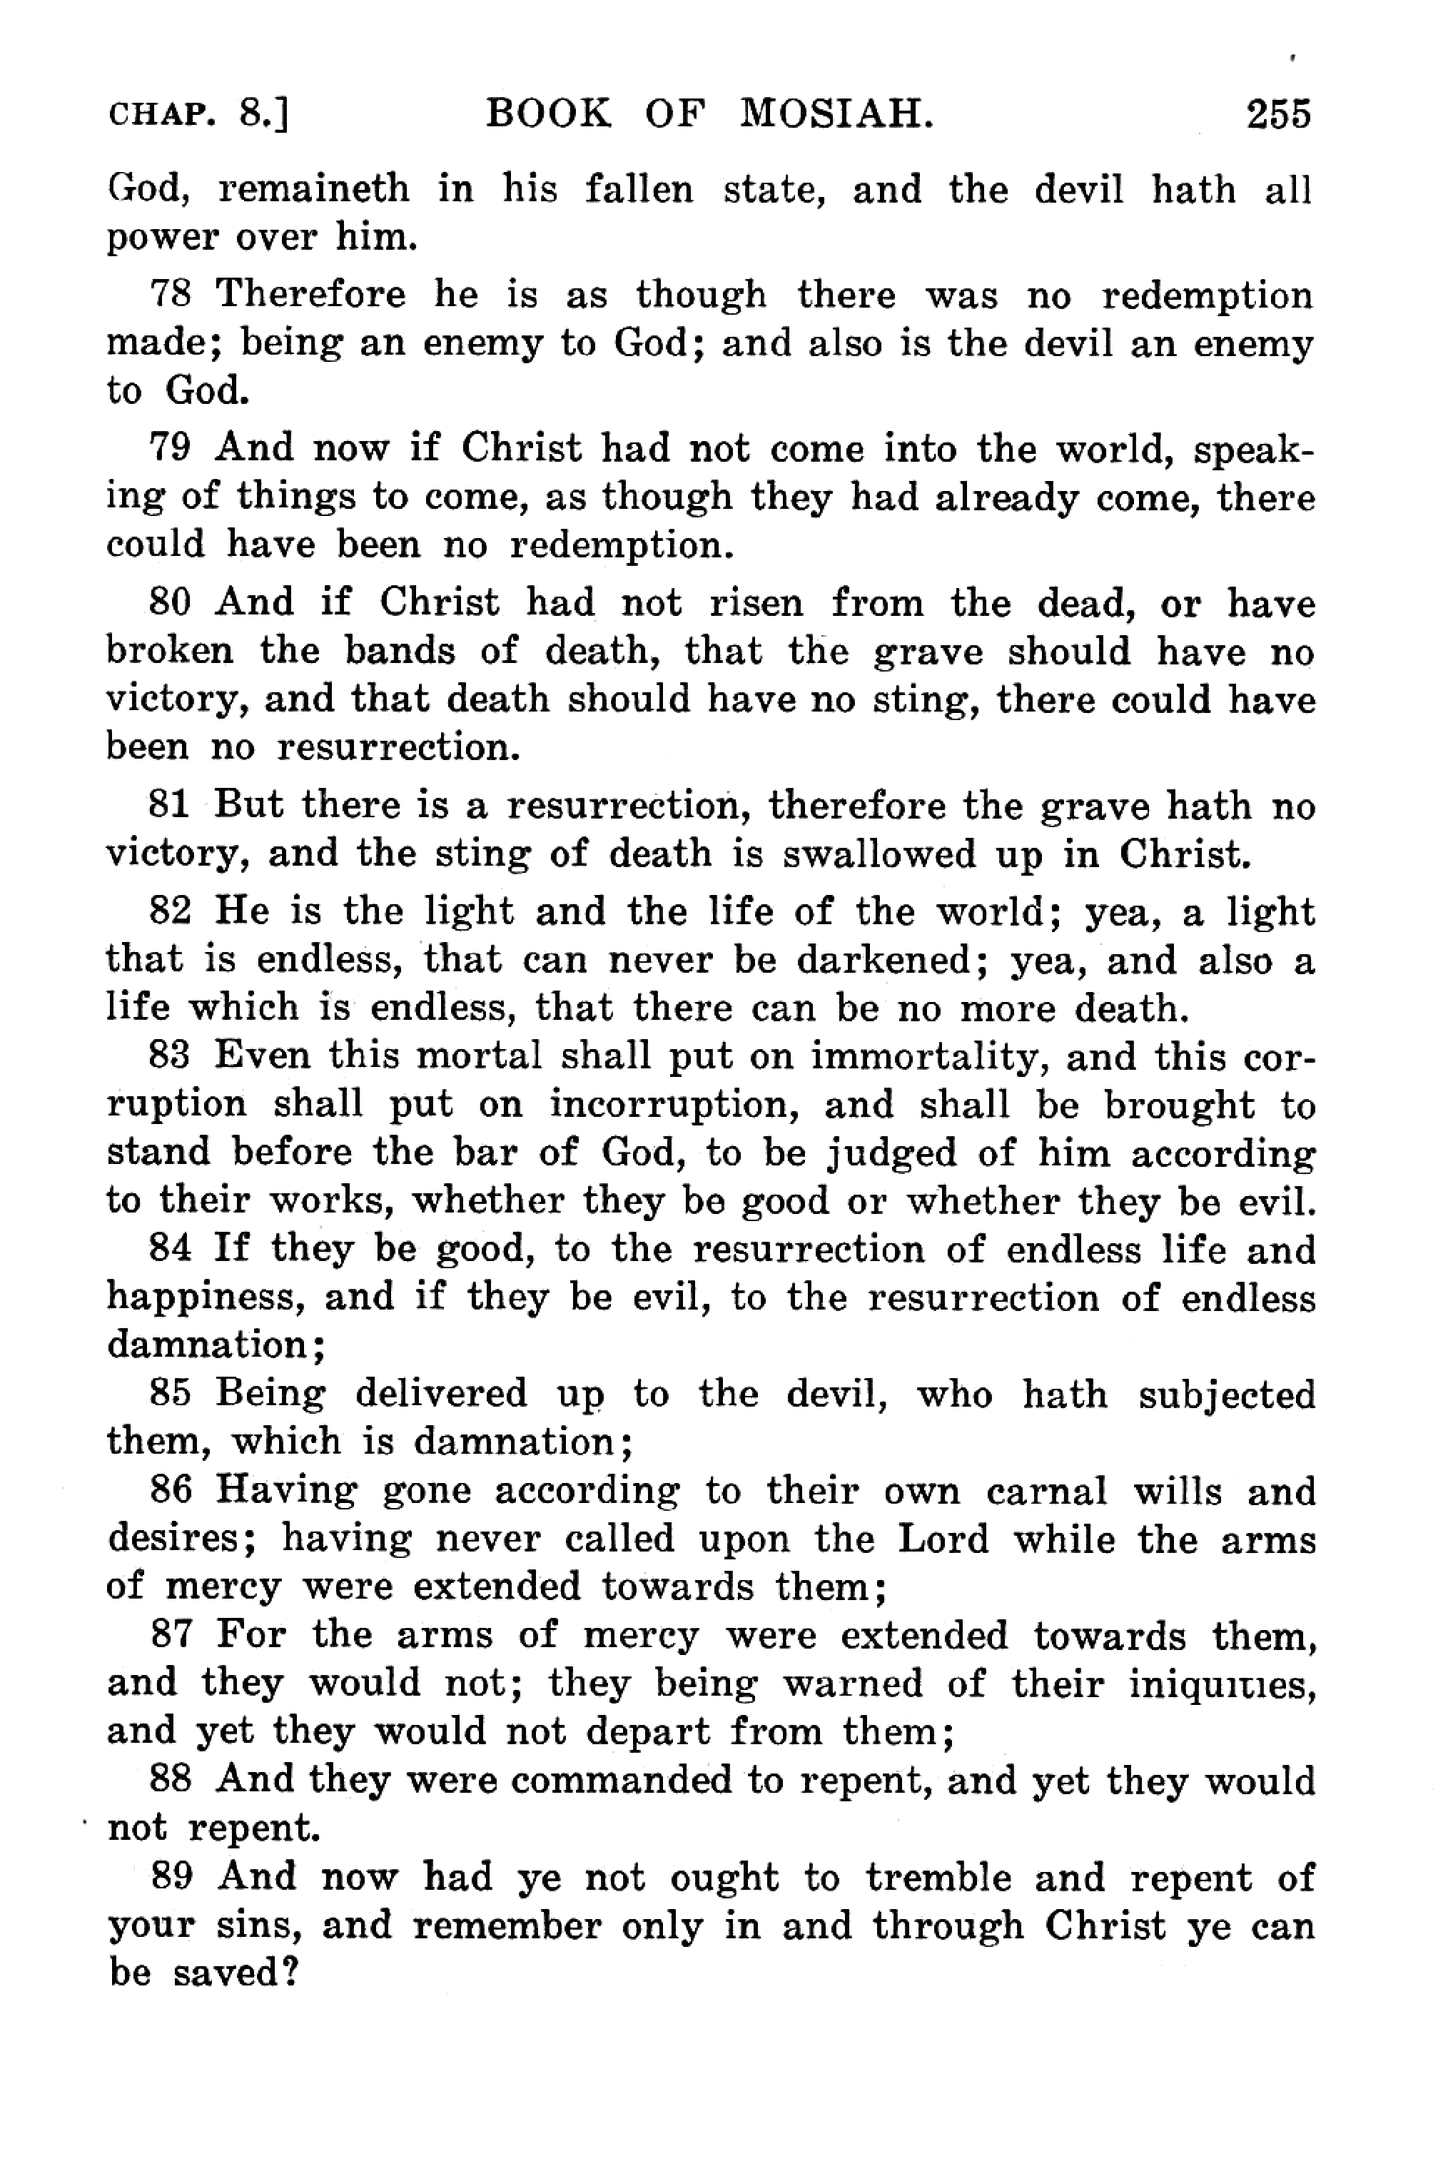 CHAP. 8.] BOOK OF MOSIAH. 255
God, remaineth in his fallen state, and the devil hath all
power over him.
78 Therefore he is as though there was no redemption
made; being an enemy to God; and also is the devil an enemy
to God.
79 And now if Christ had not come into the world, speak-
ing of things to come, as though they had already come, there
could have been no redemption.
80 And if Christ had not risen from the dead, or have
broken the bands of death, that the grave should have no
victory, and that death should have no sting, there could have
been no resurrection.
81 But there is a resurrection, therefore the grave hath no
victory, and the sting of death is swallowed up in Christ.
82 He is the light and the life of the world; yea, a light
that is endless, that can never be darkened; yea, and also a
life which is endless, that there can be no more death.
83 Even this mortal shall put on immortality, and this cor-
ruption shall put on incorruption, and shall be brought to
stand before the bar of God, to be judged of him according
to their works, whether they be good or whether they be evil.
84 If they be good, to the resurrection of endless life and
happiness, and if they be evil, to the resurrection of endless
damnation;
85 Being delivered up to the devil, who hath subjected
them, which is damnation;
86 Having gone according to their own carnal wills and
desires; having never called upon the Lord while the arms
of mercy were extended towards them;
87 For the arms of mercy were extended towards them,
and they would not; they being warned of their iniquities,
and yet they would not depart from them;
88 And they were commanded to repent, and yet they would
not repent.
89 And now had ye not ought to tremble and repent of
your sins, and remember only in and through Christ ye can
be saved?